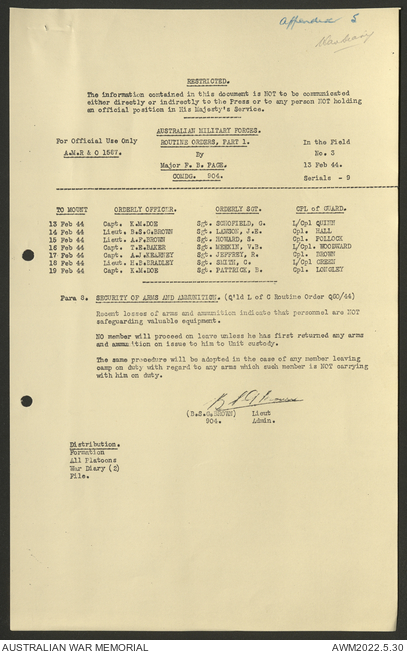 Appendix 5
RESTRICTED.
The information contained in this document is NOT to be communicated
either directly or indirectly to the Press or to any person NOT holding
an official position in His Majesty's Service.
AUSTRALIAN MILITARY FORCES.
For Official Use Only ROUTINE ORDERS, PART 1. In the Field
A.M.R & O 1587. By No. 3
Major F. B. PAGE. 13 Feb 44.
COMDG. 904. Serials - 9
TO MOUNT ORDERLY OFFICER. ORDERLY SGT. CPL of GUARD.
13 Feb 44 Capt. K.M.DOE Sgt. SCHOFIELD, G. L/Cpl QUINN
14 Feb 44 Lieut. B.S.G.BROWN Sgt. LAWSON, J.E. Cpl. HALL
15 Feb 44 Lieut. A.F.BROWN Sgt. HOWARD, S. Cpl. POLLOCK
16 Feb 44 Capt. T.E.BAKER Sgt. MEEKIN, V.B. L/Cpl. WOODWARD
17 Feb 44 Capt. A.J.KEARNEY Sgt. JEFFREY, R. Cpl. BROWN
18 Feb 44 Lieut. H.B.BRADLEY Sgt. SMITH, C. L/Cpl GREEN
19 Feb 44 Capt. K.M.DOE Sgt. PATTRICK, B. Cpl. LONGLEY
Para 8. SECURITY OF ARMS AND AMMUNITION. (Q'ld L of C Routine Order Q60/44)
Recent losses of arms and ammunition indicate that personnel are NOT
safeguarding valuable equipment.
NO member will proceed on leave unless he has first returned any arms
and ammunition on issue to him to Unit custody.
The same procedure will be adopted in the case of any member leaving
camp on duty with regard to any arms which such member is NOT carrying
with him on duty.
(B.S.G.BROWN) Lieut
904. Admin.
Distribution.
Formation
All Platoons
War Diary (2)
File.
AUSTRALIAN WAR MEMORIAL AWM2022.5.30